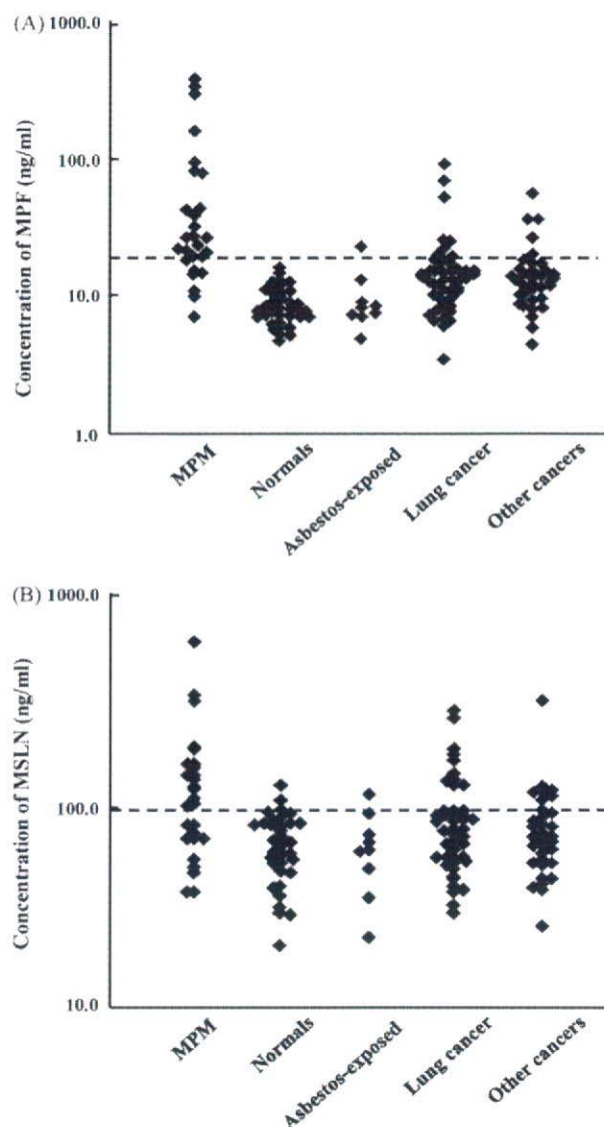 (A)
1000.0
100.0
10.0
1.0
Concentration of MPF (ng/ml)
MPM
Normals
Asbestos-exposed
Lung cancer
Other cancers
(B)
1000.0
100.0
10.0
Concentration of MSLN (ng/ml)
MPM
Normals
Asbestos-exposed
Lung cancer
Other cancers